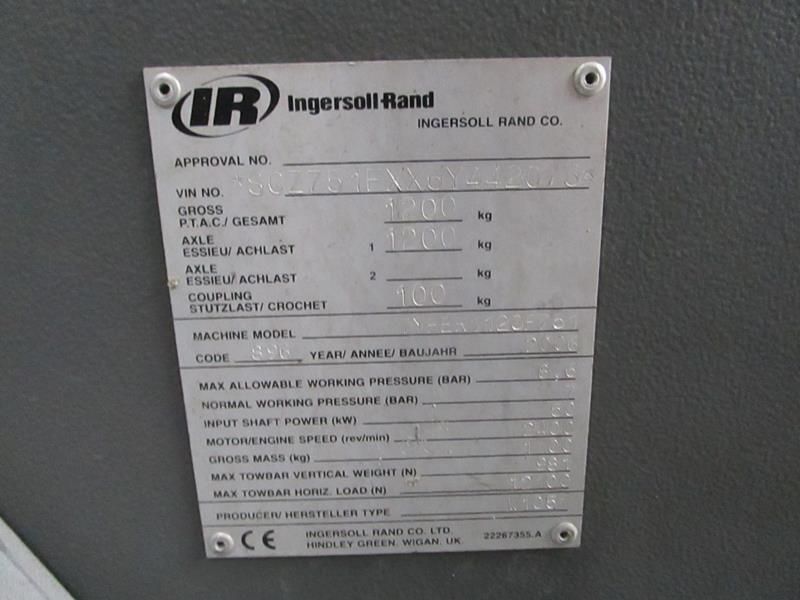 IR Ingersoll-Rand
INGERSOLL RAND CO.
APPROVAL NO.
VIN NO.
GROSS
P.T.A.C./ GESAMT 1200 kg
AXLE
ESSIEU/ ACHLAST 1 1200 kg
AXLE
ESSIEU/ ACHLAST 2 kg
COUPLING
STUTZLAST/ CROCHET 100 kg
MACHINE MODEL
CODE YEAR/ ANNEE/ BAUJAHR 2006
MAX ALLOWABLE WORKING PRESSURE (BAR)
NORMAL WORKING PRESSURE (BAR)
INPUT SHAFT POWER (kW) 60
MOTOR/ENGINE SPEED (rev/min) 2400
GROSS MASS (kg)
MAX TOWBAR VERTICAL WEIGHT (N) 981
MAX TOWBAR HORIZ. LOAD (N)
PRODUCER/ HERSTELLER TYPE
CE INGERSOLL RAND CO. LTD. 22267355.A
HINDLEY GREEN. WIGAN. UK.